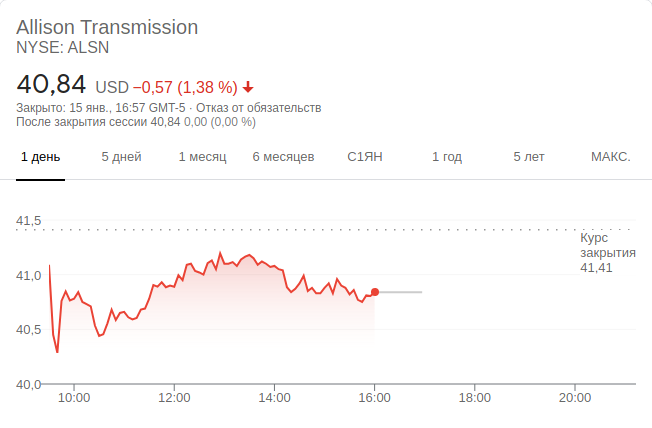 Allison Transmission
NYSE: ALSN
40,84 USD −0,57 (1,38 %)
Закрыто: 15 янв., 16:57 GMT-5 · Отказ от обязательств
После закрытия сессии 40,84 0,00 (0,00 %)
1 день 5 дней 1 месяц 6 месяцев С1ЯН 1 год 5 лет МАКС.
41,5
Курс
закрытия
41,41
41,0
40,5
40,0
10:00 12:00 14:00 16:00 18:00 20:00